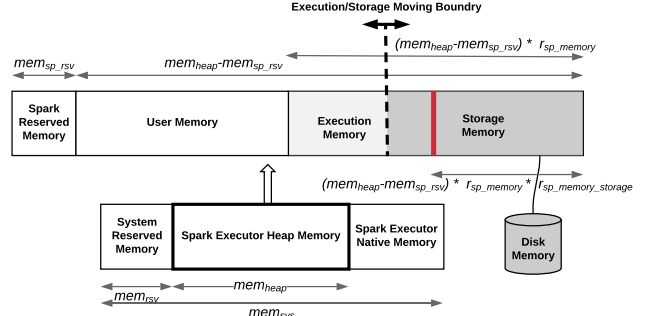 Execution/Storage Moving Boundry
(mem_heap-mem_sp_rsv) * r_sp_memory
mem_sp_rsv
mem_heap-mem_sp_rsv
Spark
Reserved
Memory
User Memory
Execution
Memory
Storage
Memory
(mem_heap-mem_sp_rsv) * r_sp_memory * r_sp_memory_storage
System
Reserved
Memory
Spark Executor Heap Memory
Spark Executor
Native Memory
Disk
Memory
mem_rsv
mem_heap
mem_sys